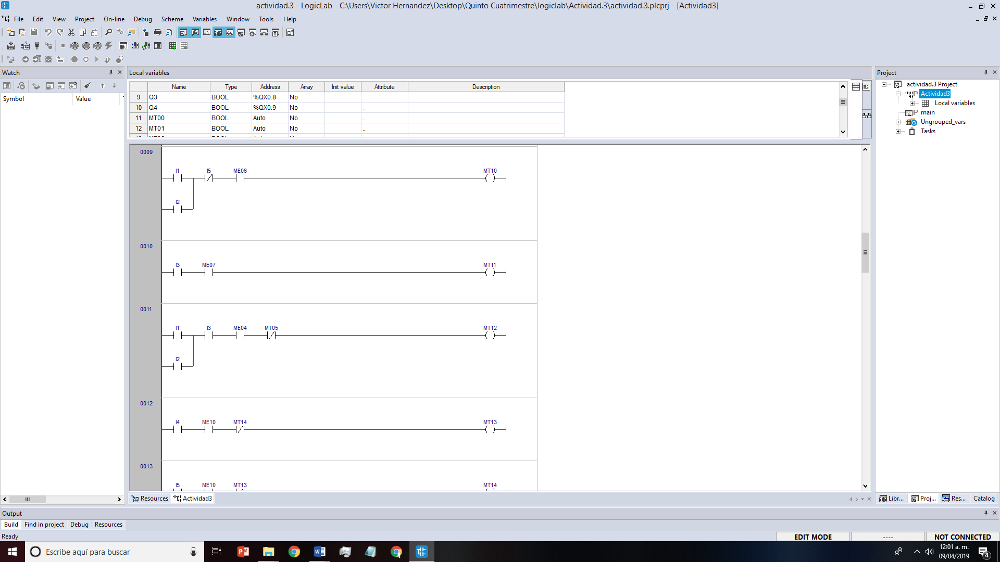 actividad.3 - LogicLab - C:\Users\Victor Hernandez\Desktop\Quinto Cuatrimestre\logiclab\Actividad.3\actividad.3.plcprj - [Actividad3]
File Edit View Project On-line Debug Scheme Variables Window Tools Help
Watch
Symbol Value
Local variables
Name Type Address Array Init value Attribute Description
9 Q3 BOOL %QX0.8 No ..
10 Q4 BOOL %QX0.9 No ..
11 MT00 BOOL Auto No ..
12 MT01 BOOL Auto No ..
0009
I1 I5 ME06 MT10
I2
0010
I3 ME07 MT11
0011
I1 I3 ME04 MT05 MT12
I2
0012
I4 ME10 MT14 MT13
0013
I5 ME10 MT13 MT14
Resources Actividad3
Project
actividad.3 Project
Actividad3
Local variables
main
Ungrouped_vars
Tasks
Libr... Proj... Res... Catalog
Output
Build Find in project Debug Resources
Ready
EDIT MODE ---- NOT CONNECTED
Escribe aquí para buscar
12:01 a. m.
09/04/2019
4